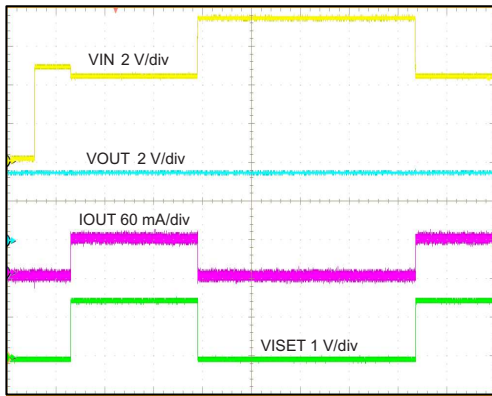 VIN 2 V/div
VOUT 2 V/div
IOUT 60 mA/div
VISET 1 V/div